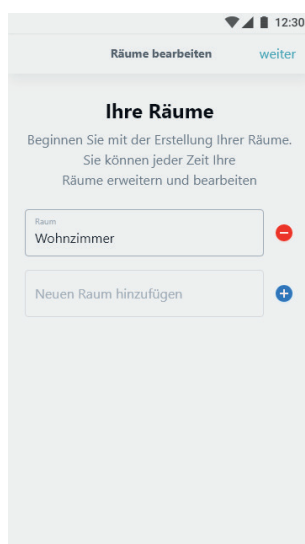 12:30
Räume bearbeiten weiter
Ihre Räume
Beginnen Sie mit der Erstellung Ihrer Räume.
Sie können jeder Zeit Ihre
Räume erweitern und bearbeiten
Raum
Wohnzimmer
Neuen Raum hinzufügen